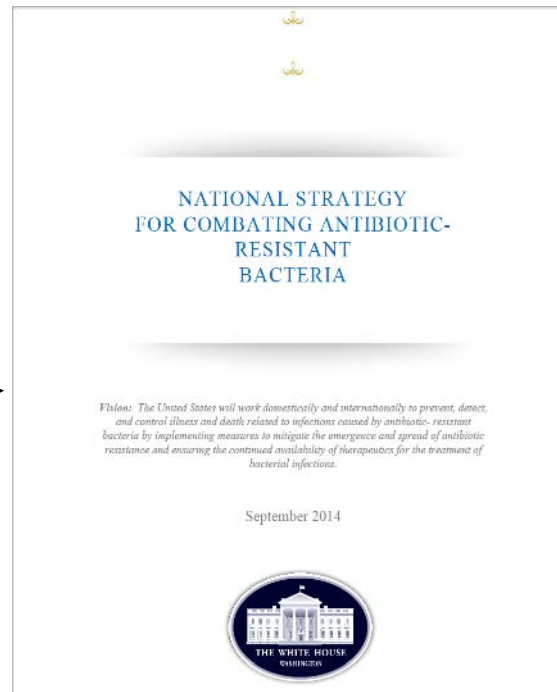 NATIONAL STRATEGY
FOR COMBATING ANTIBIOTIC-
RESISTANT
BACTERIA
Vision: The United States will work domestically and internationally to prevent, detect,
and control illness and death related to infections caused by antibiotic- resistant
bacteria by implementing measures to mitigate the emergence and spread of antibiotic
resistance and ensuring the continued availability of therapeutics for the treatment of
bacterial infections.
September 2014
THE WHITE HOUSE
WASHINGTON